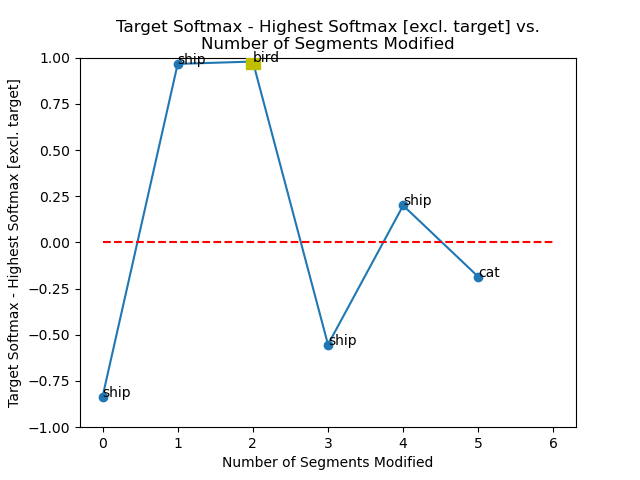 Target Softmax - Highest Softmax [excl. target] vs.
Number of Segments Modified
Target Softmax - Highest Softmax [excl. target]
1.00
0.75
0.50
0.25
0.00
−0.25
−0.50
−0.75
−1.00
ship
ship
bird
ship
ship
cat
0 1 2 3 4 5 6
Number of Segments Modified